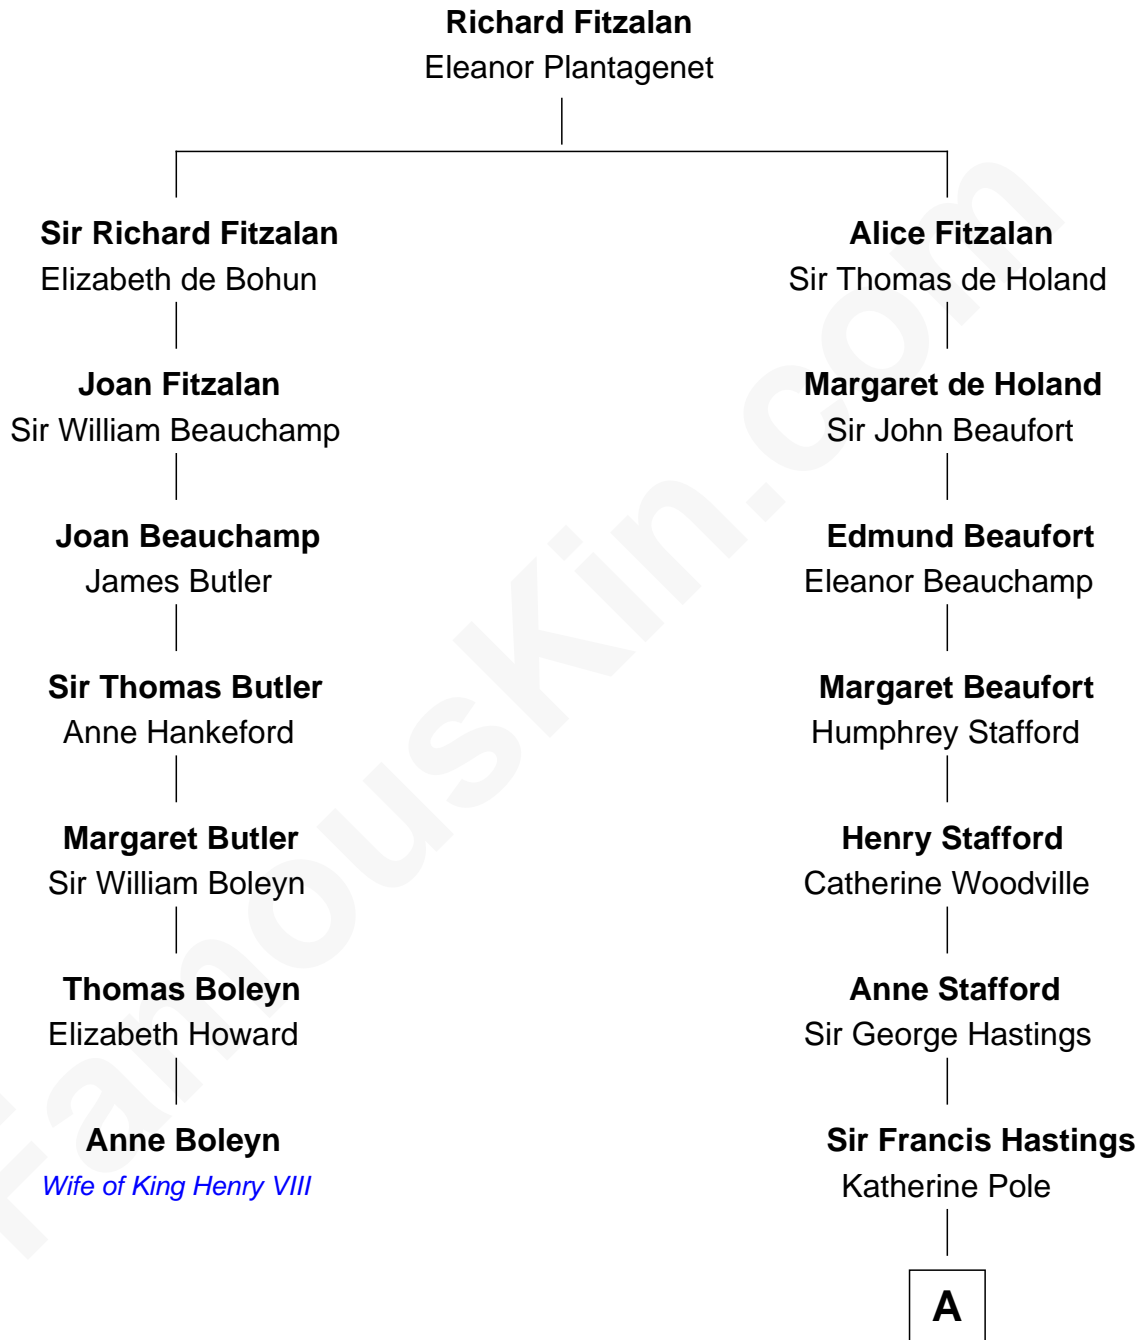 Richard Fitzalan
Eleanor Plantagenet
Sir Richard Fitzalan
Elizabeth de Bohun
Joan Fitzalan
Sir William Beauchamp
Joan Beauchamp
James Butler
Sir Thomas Butler
Anne Hankeford
Margaret Butler
Sir William Boleyn
Thomas Boleyn
Elizabeth Howard
Anne Boleyn
Wife of King Henry VIII
Alice Fitzalan
Sir Thomas de Holand
Margaret de Holand
Sir John Beaufort
Edmund Beaufort
Eleanor Beauchamp
Margaret Beaufort
Humphrey Stafford
Henry Stafford
Catherine Woodville
Anne Stafford
Sir George Hastings
Sir Francis Hastings
Katherine Pole
A
FamousKin.com